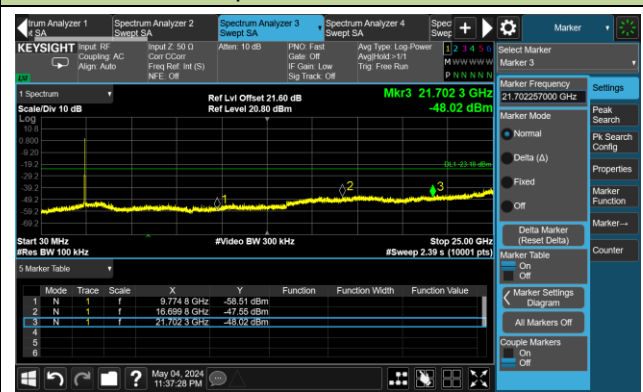 trum Analyzer 1
t SA
Spectrum Analyzer 2
Swept SA
Spectrum Analyzer 3
Swept SA
Spectrum Analyzer 4
Swept SA
Spec
Swep
Marker
KEYSIGHT
Input: RF
Coupling: AC
Align: Auto
Input Z: 50 Ω
Corr CCorr
Freq Ref: Int (S)
NFE: Off
Atten: 10 dB
PNO: Fast
Gate: Off
IF Gain: Low
Sig Track: Off
Avg Type: Log-Power
Avg|Hold:>1/1
Trig: Free Run
1 2 3 4 5 6
M W W W W W
P N N N N N
LVI
Select Marker
Marker 3
1 Spectrum
Scale/Div 10 dB
Log
Ref Lvl Offset 21.60 dB
Ref Level 20.80 dBm
Mkr3 21.702 3 GHz
-48.02 dBm
10.8
0.800
-9.20
-19.2
-29.2
-39.2
-49.2
-59.2
-69.2
DL1 -23.18 dBm
1
2
3
Start 30 MHz
#Res BW 100 kHz
#Video BW 300 kHz
Stop 25.00 GHz
#Sweep 2.39 s (10001 pts)
5 Marker Table
Mode Trace Scale X Y Function Function Width Function Value
1 N 1 f 9.774 8 GHz -58.51 dBm
2 N 1 f 16.699 8 GHz -47.55 dBm
3 N 1 f 21.702 3 GHz -48.02 dBm
4
5
6
Marker Frequency
21.702257000 GHz
Marker Mode
Normal
Delta (Δ)
Fixed
Off
Delta Marker
(Reset Delta)
Marker Table
On
Off
Marker Settings
Diagram
All Markers Off
Couple Markers
On
Off
Settings
Peak
Search
Pk Search
Config
Properties
Marker
Function
Marker→
Counter
May 04, 2024
11:37:28 PM